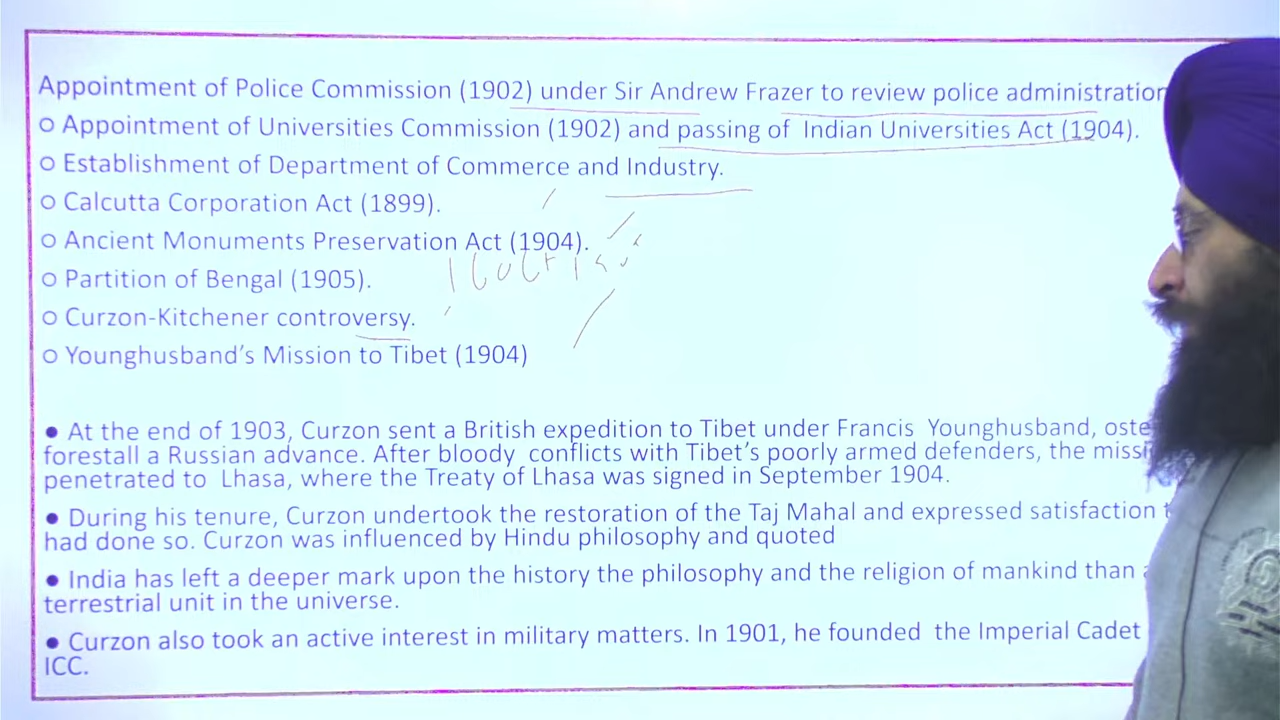 Appointment of Police Commission (1902) under Sir Andrew Frazer to review police administration
o Appointment of Universities Commission (1902) and passing of Indian Universities Act (1904).
o Establishment of Department of Commerce and Industry.
o Calcutta Corporation Act (1899).
o Ancient Monuments Preservation Act (1904).
o Partition of Bengal (1905).
o Curzon-Kitchener controversy.
o Younghusband's Mission to Tibet (1904)
● At the end of 1903, Curzon sent a British expedition to Tibet under Francis Younghusband,
forestall a Russian advance. After bloody conflicts with Tibet's poorly armed defenders, the
penetrated to Lhasa, where the Treaty of Lhasa was signed in September 1904.
● During his tenure, Curzon undertook the restoration of the Taj Mahal and expressed satisfaction
had done so. Curzon was influenced by Hindu philosophy and quoted
● India has left a deeper mark upon the history the philosophy and the religion of mankind than
terrestrial unit in the universe.
● Curzon also took an active interest in military matters. In 1901, he founded the Imperial Cadet
ICC.